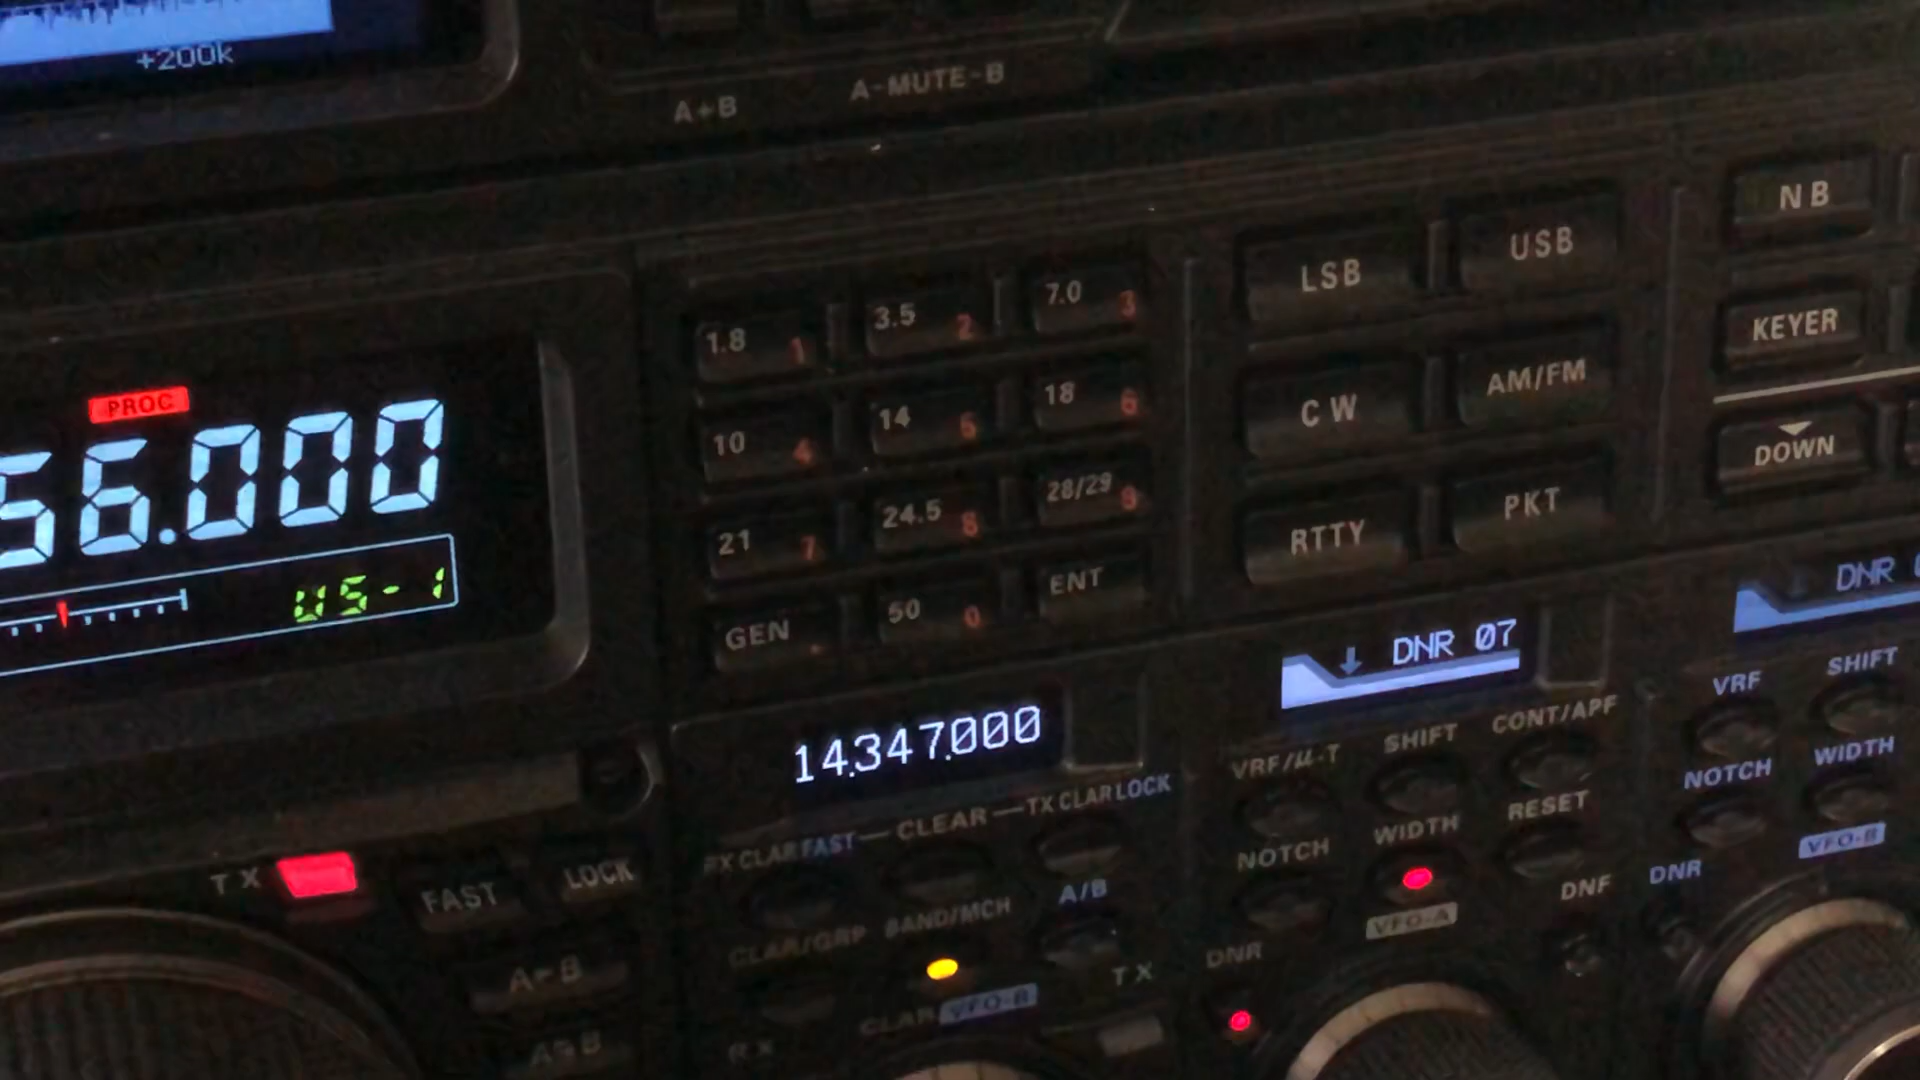 +200k
A+B
A-MUTE-B
PROC
56.000
US-1
1.8 1
3.5 2
7.0 3
10 4
14 5
18 6
21 7
24.5 8
28/29 9
GEN .
50 0
ENT
LSB
USB
CW
AM/FM
RTTY
PKT
NB
KEYER
DOWN
14.347.000
DNR 07
DNR
RX CLAR FAST — CLEAR — TX CLAR LOCK
CLAR/GRP
BAND/MCH
A/B
VRF/μ-T
SHIFT
CONT/APF
NOTCH
WIDTH
RESET
VFO-A
DNR
DNF
VRF
SHIFT
NOTCH
WIDTH
VFO-B
DNR
TX
FAST
LOCK
A
B
RX
CLAR
VFO-B
TX